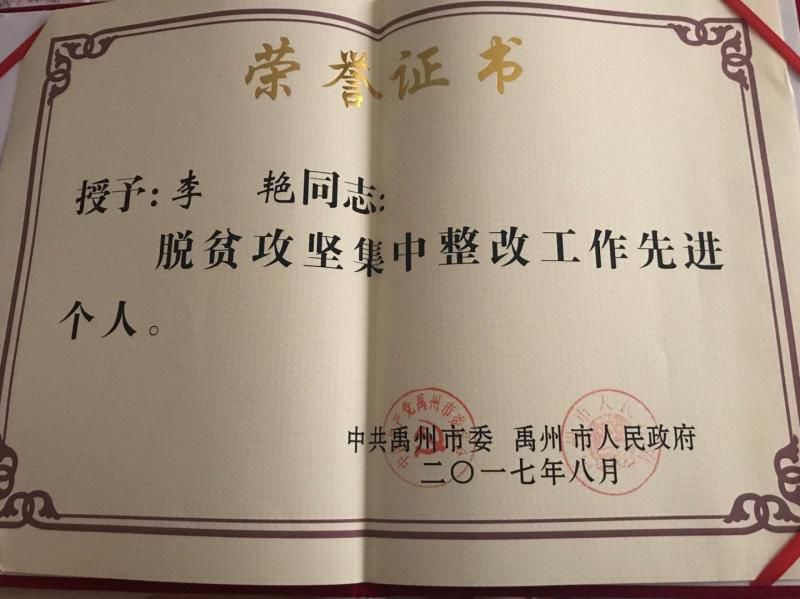 荣誉证书
授予：李 艳同志：
脱贫攻坚集中整改工作先进
个人。
中共禹州市委 禹州市人民政府
二〇一七年八月